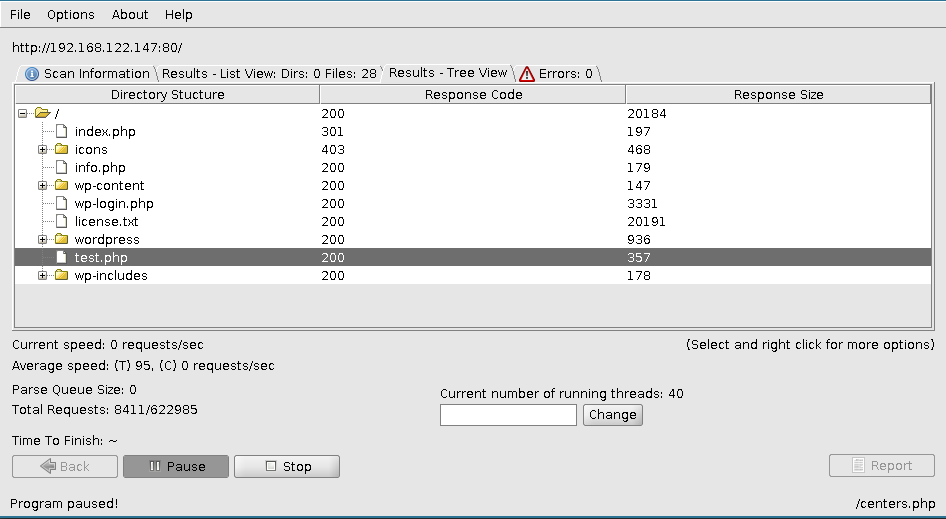 File Options About Help
http://192.168.122.147:80/
Scan Information Results - List View: Dirs: 0 Files: 28 Results - Tree View Errors: 0
Directory Stucture Response Code Response Size
/ 200 20184
index.php 301 197
icons 403 468
info.php 200 179
wp-content 200 147
wp-login.php 200 3331
license.txt 200 20191
wordpress 200 936
test.php 200 357
wp-includes 200 178
Current speed: 0 requests/sec (Select and right click for more options)
Average speed: (T) 95, (C) 0 requests/sec
Parse Queue Size: 0
Current number of running threads: 40
Total Requests: 8411/622985
Change
Time To Finish: ~
Back Pause Stop Report
Program paused! /centers.php